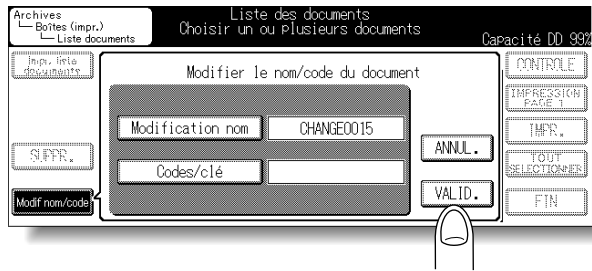 Archives
Boîtes (impr.)
Liste documents
Liste des documents
Choisir un ou plusieurs documents
Capacité DD 99%
Impr. liste
documents
Modifier le nom/code du document
CONTROLE
IMPRESSION
PAGE 1
Modification nom
CHANGE0015
IMPR.
SUPPR.
ANNUL.
TOUT
SELECTIONNER
Codes/clé
Modif nom/code
VALID.
FIN